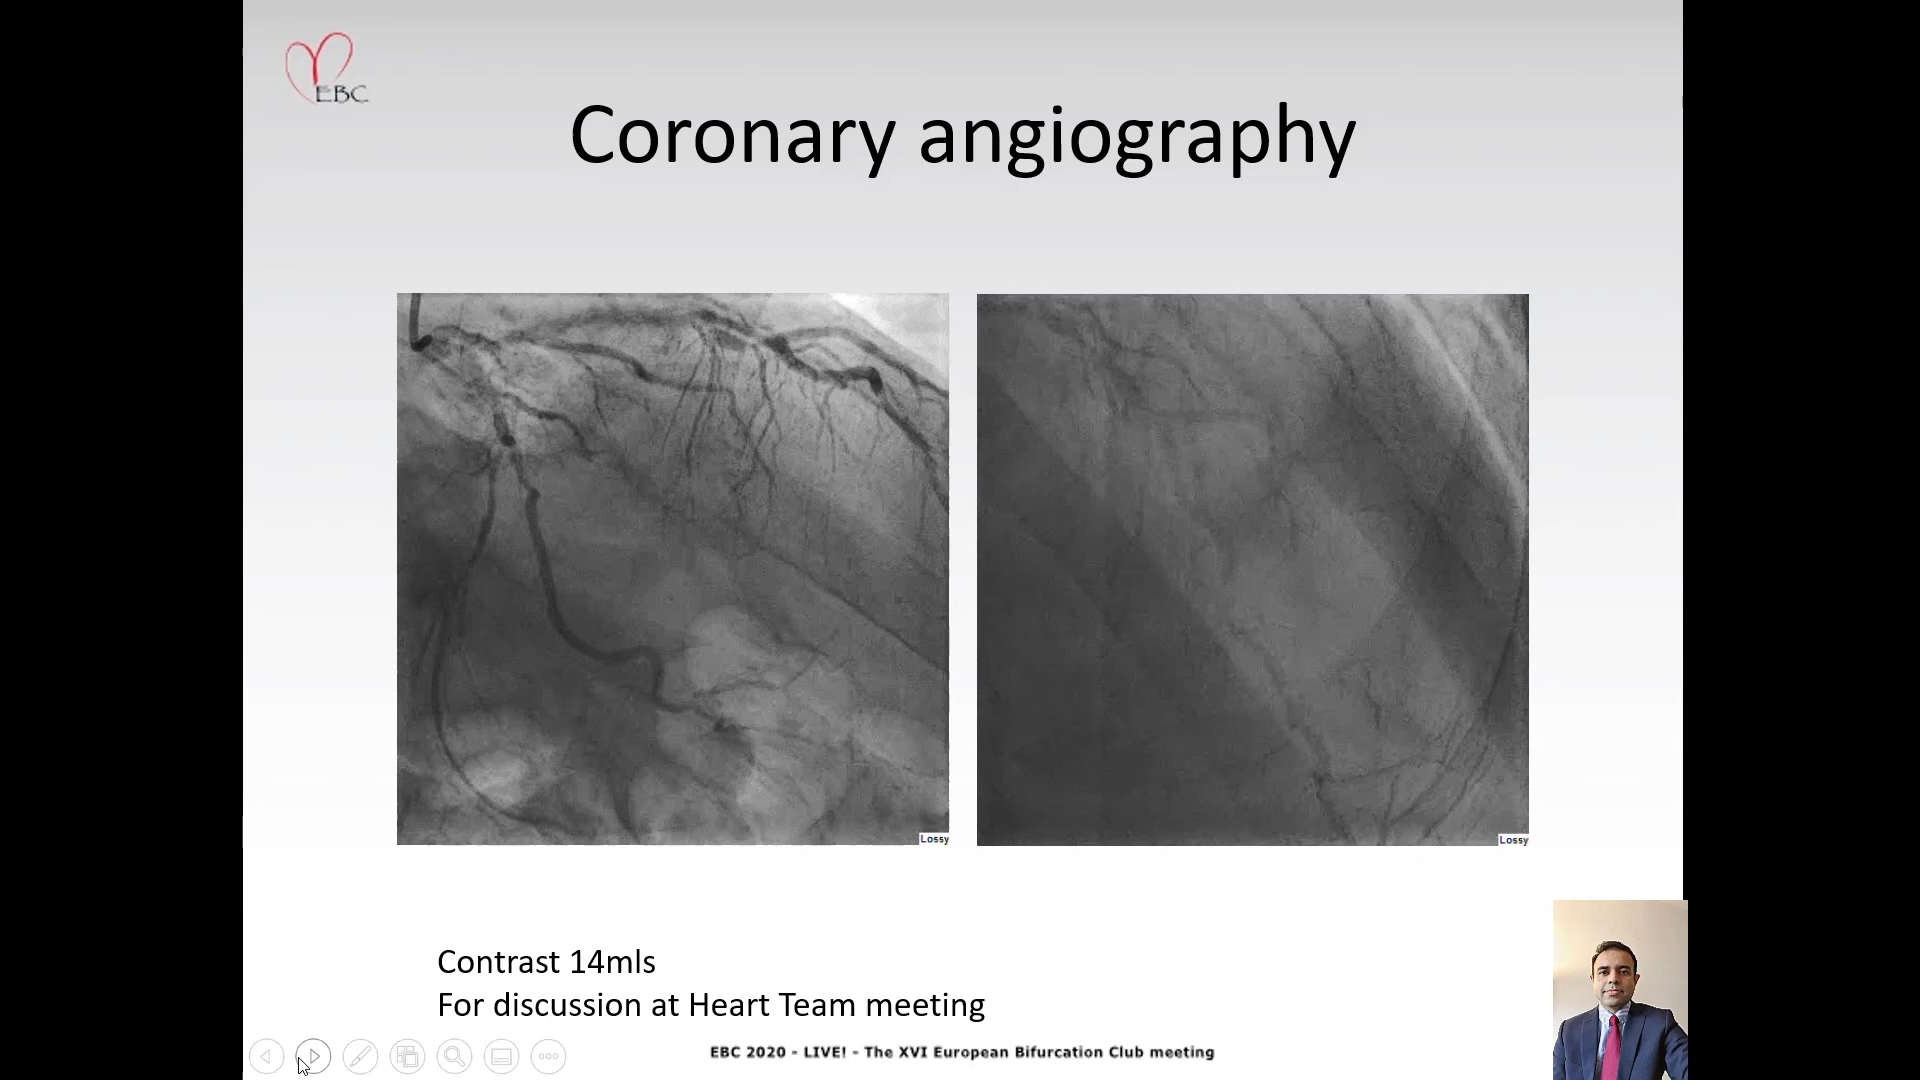 EBC
Coronary angiography
Lossy
Lossy
Contrast 14mls
For discussion at Heart Team meeting
EBC 2020 - LIVE! - The XVI European Bifurcation Club meeting